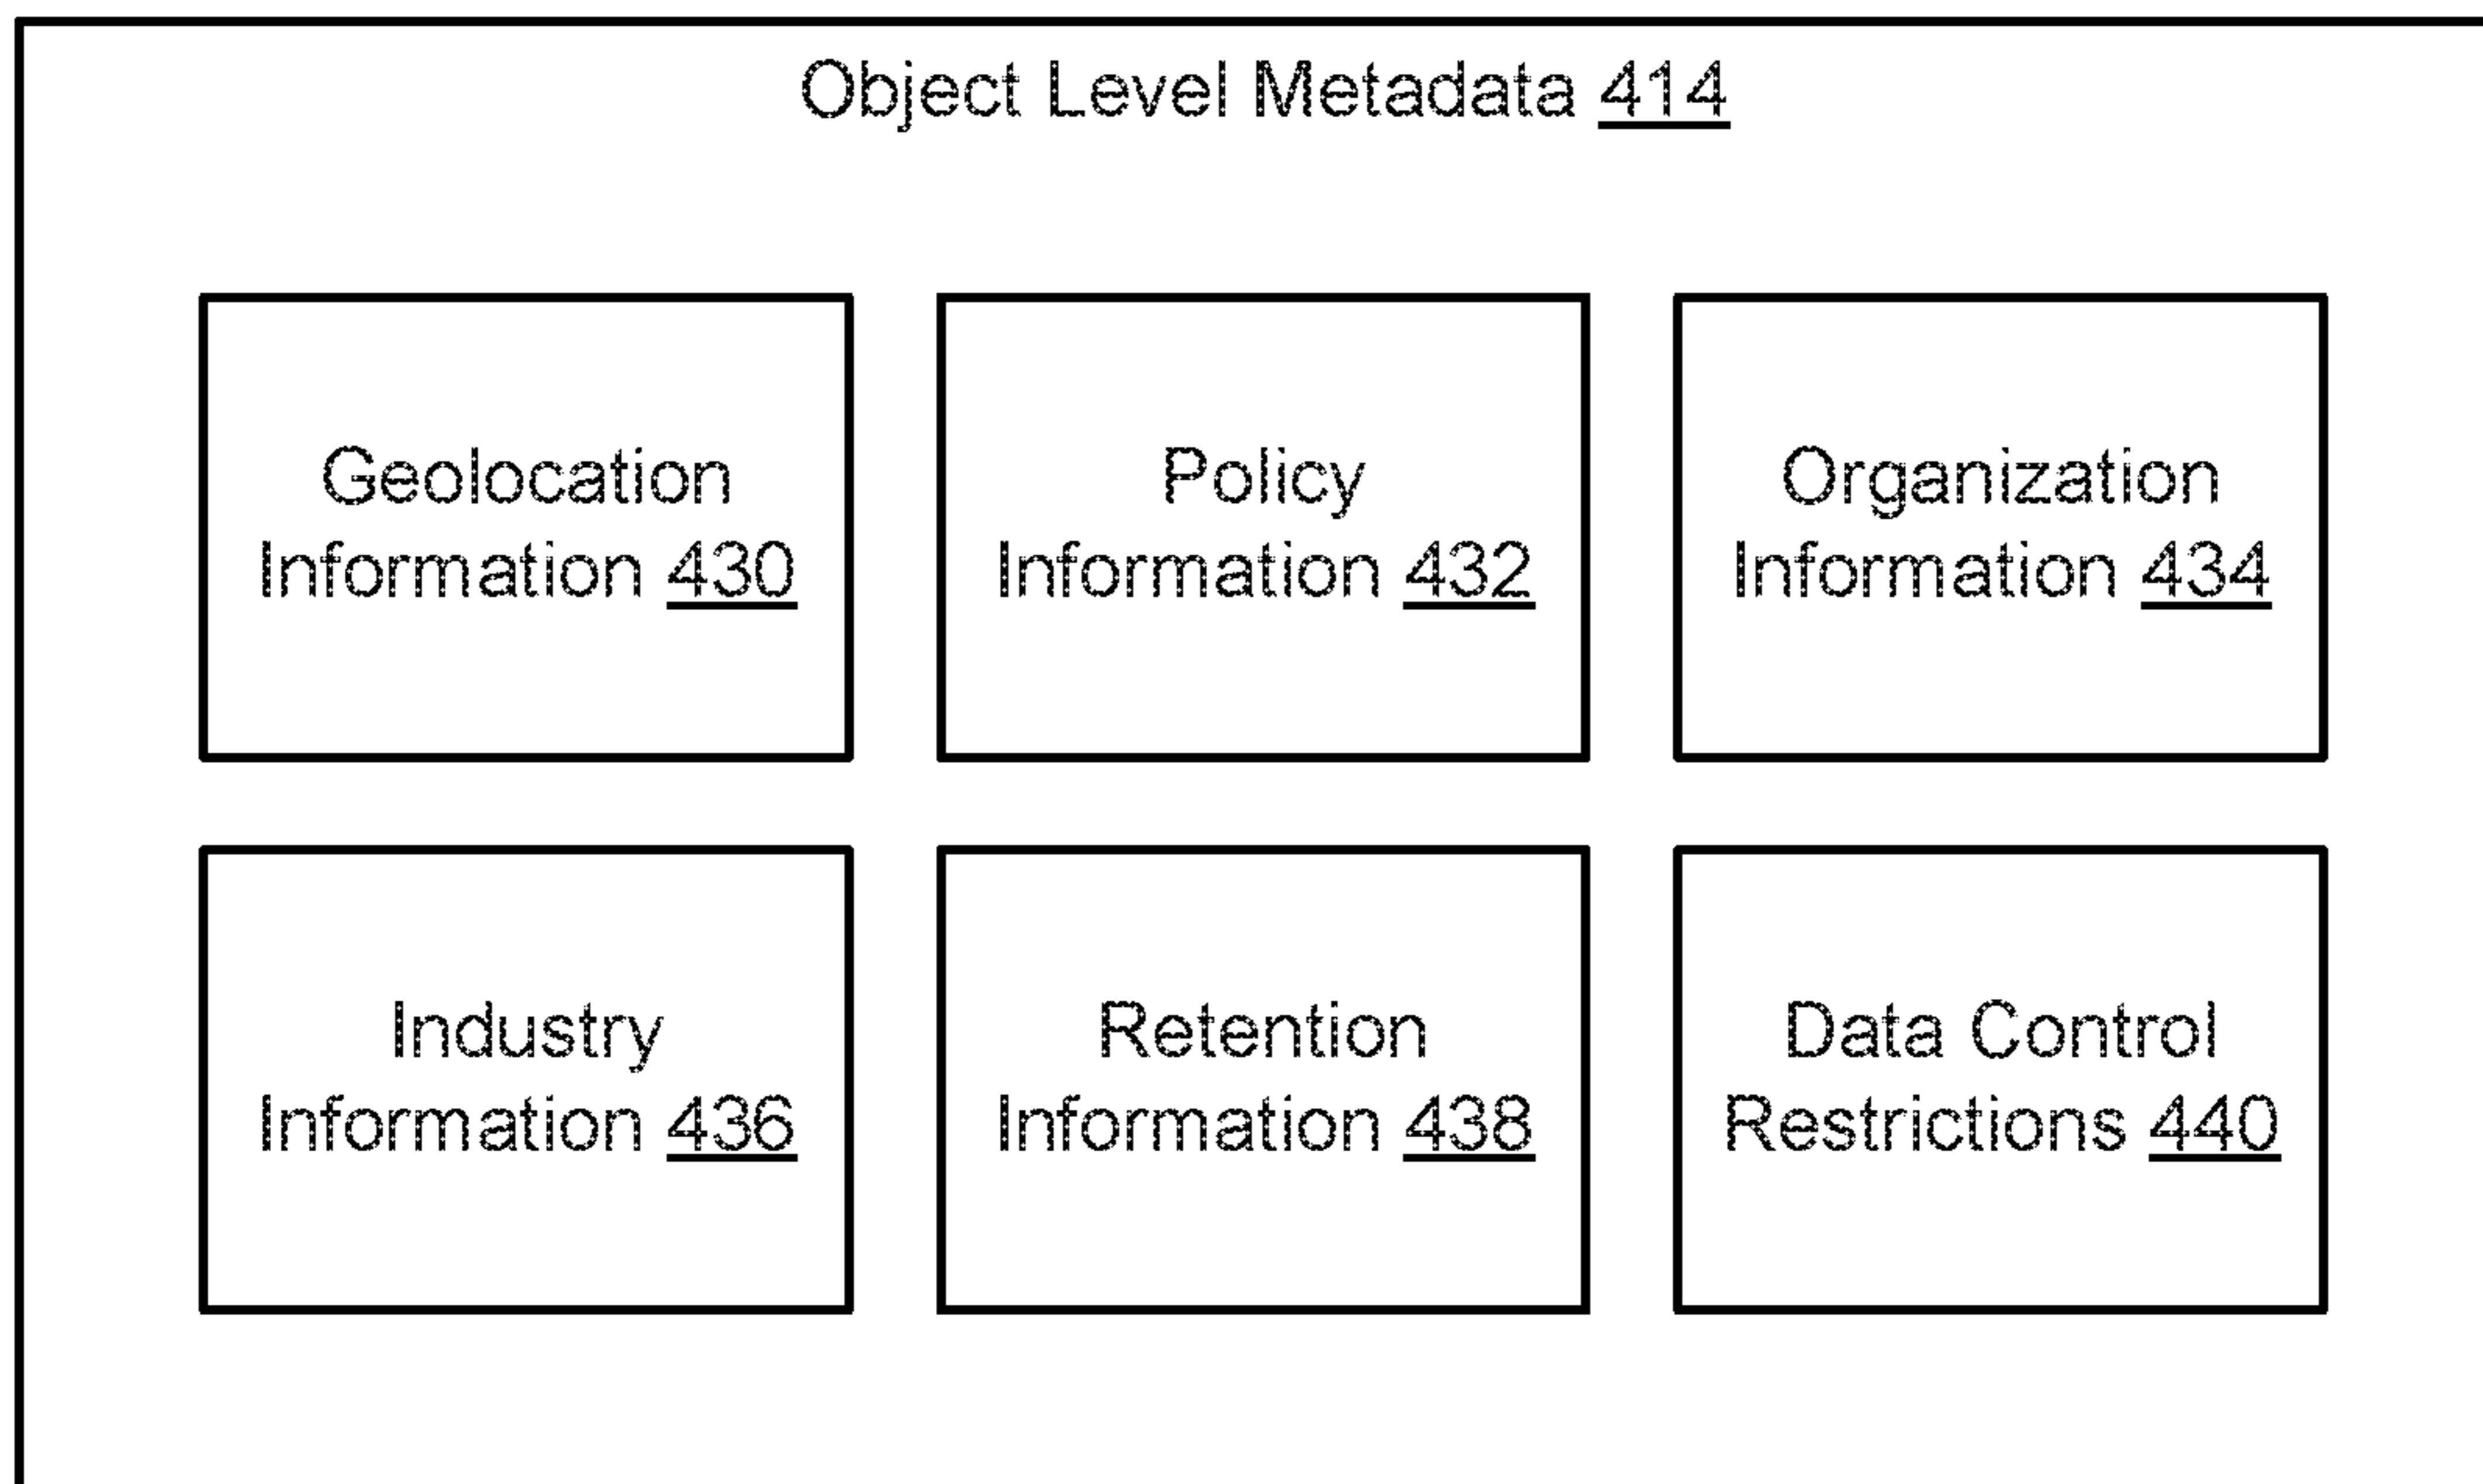 Object Level Metadata 414
Geolocation
Information 430
Policy
Information 432
Organization
Information 434
Industry
Information 436
Retention
Information 438
Data Control
Restrictions 440